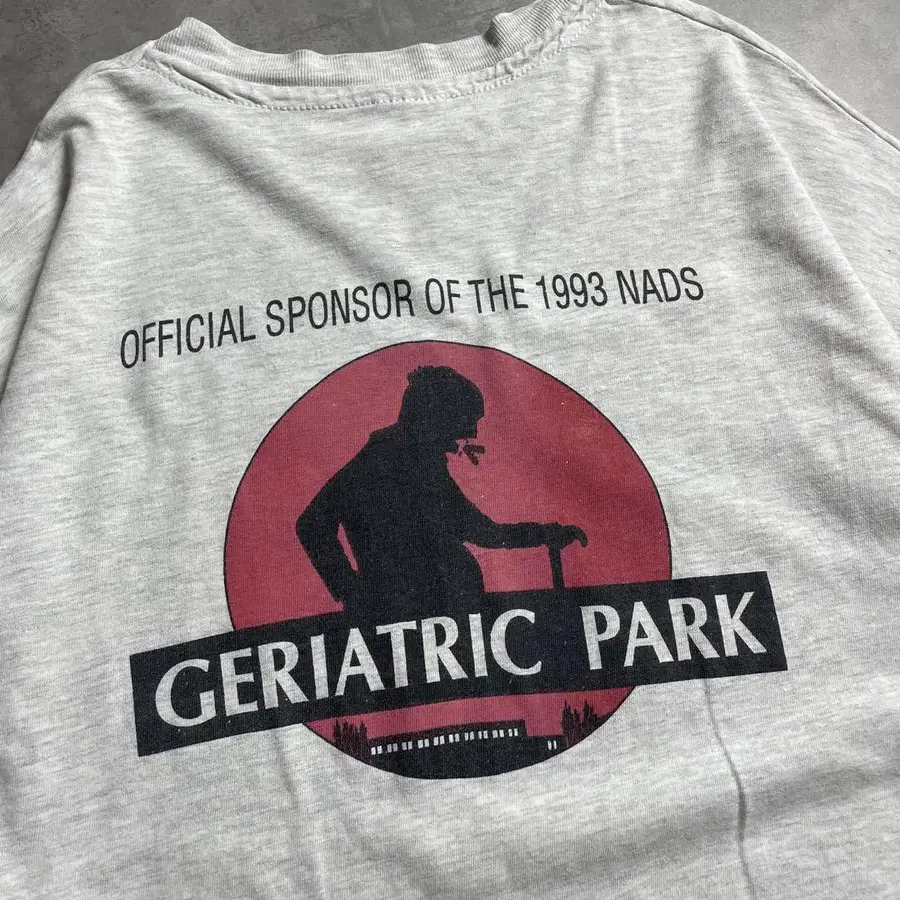 OFFICIAL SPONSOR OF THE 1993 NADS
GERIATRIC PARK